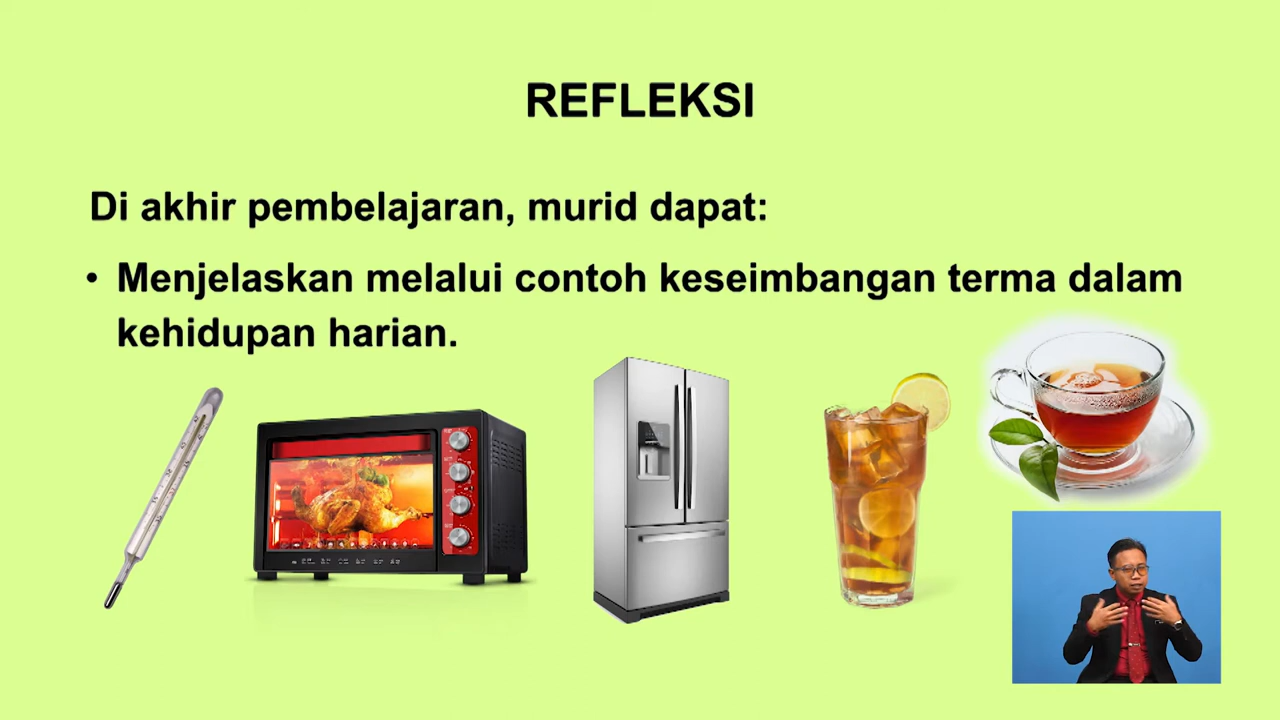 REFLEKSI
Di akhir pembelajaran, murid dapat:
• Menjelaskan melalui contoh keseimbangan terma dalam
kehidupan harian.